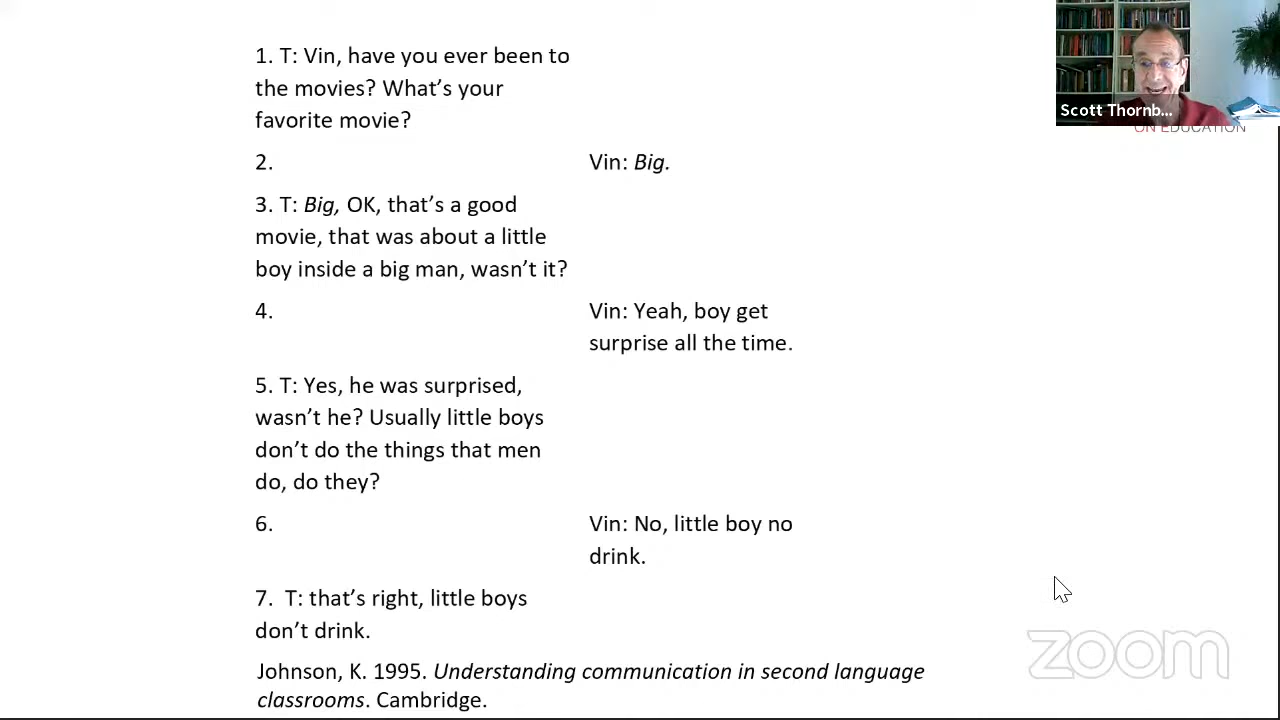 1. T: Vin, have you ever been to
the movies? What's your
favorite movie?
2. Vin: Big.
3. T: Big, OK, that's a good
movie, that was about a little
boy inside a big man, wasn't it?
4. Vin: Yeah, boy get
surprise all the time.
5. T: Yes, he was surprised,
wasn't he? Usually little boys
don't do the things that men
do, do they?
6. Vin: No, little boy no
drink.
7. T: that's right, little boys
don't drink.
Johnson, K. 1995. Understanding communication in second language
classrooms. Cambridge.
Scott Thornb...
ON EDUCATION
zoom